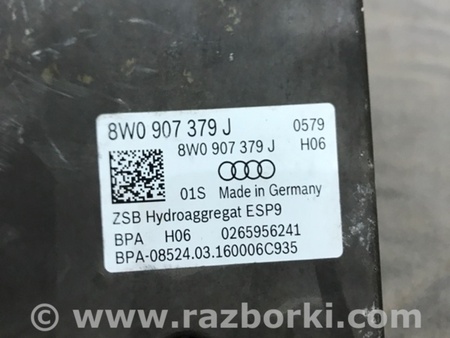 8W0 907 379 J 0579
8W0 907 379 J H06
01S Made in Germany
ZSB Hydroaggregat ESP9
BPA H06 0265956241
BPA-08524.03.160006C935
© www.razborki.com